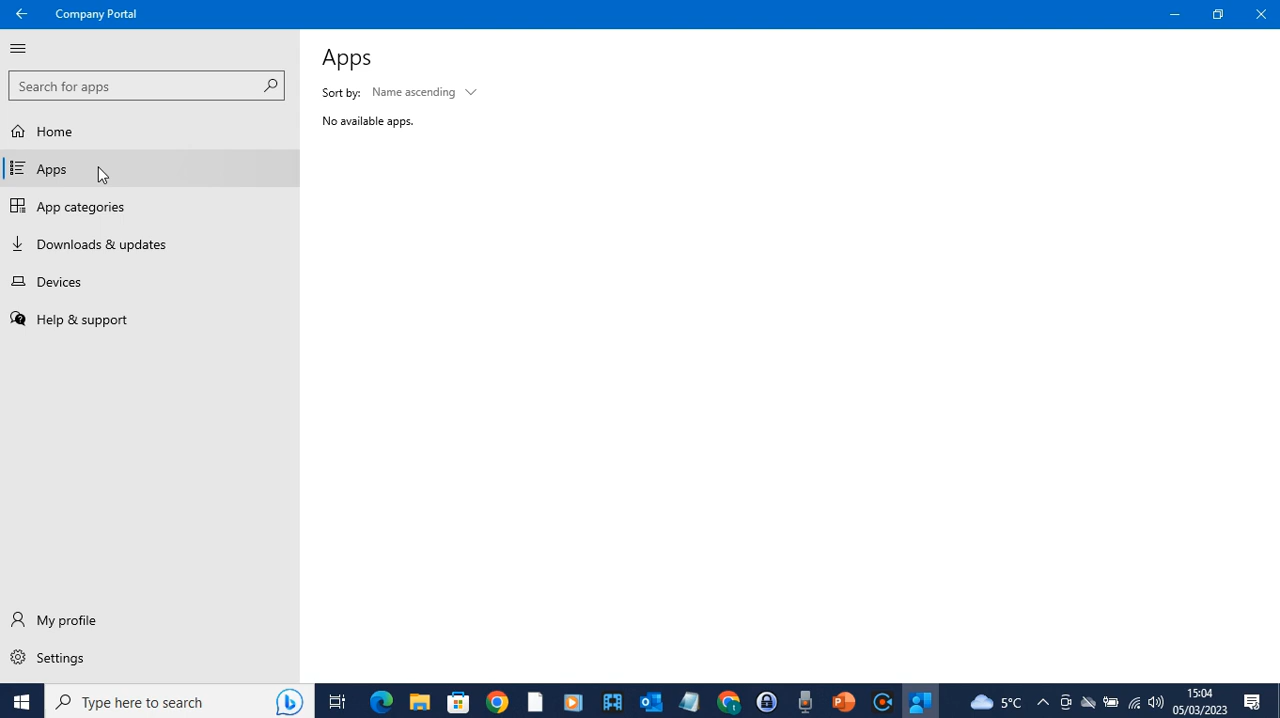 Company Portal
Search for apps
Home
Apps
App categories
Downloads & updates
Devices
Help & support
My profile
Settings
Apps
Sort by: Name ascending
No available apps.
Type here to search
5°C
15:04
05/03/2023